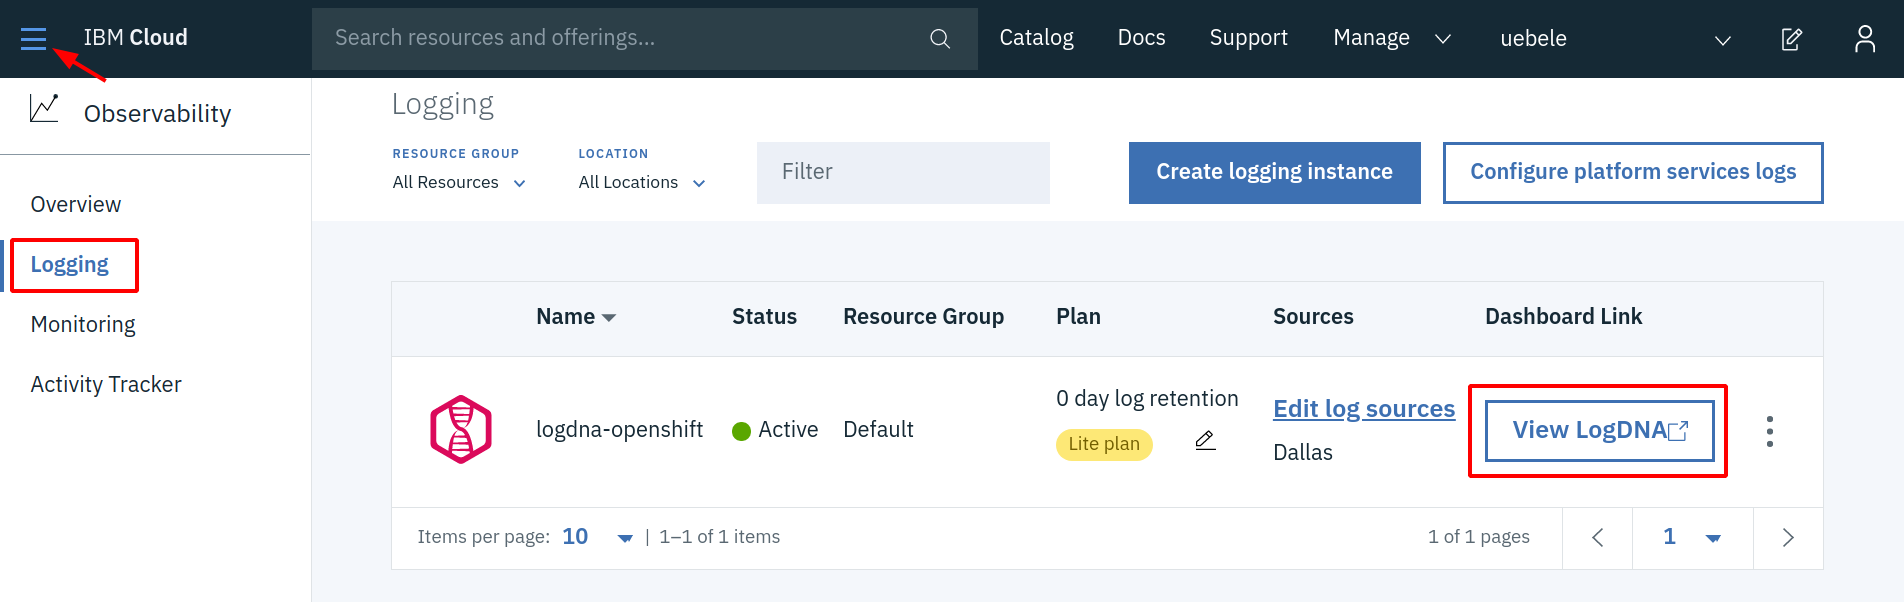 IBM Cloud
Search resources and offerings...
Catalog
Docs
Support
Manage
uebele
Observability
Overview
Logging
Monitoring
Activity Tracker
Logging
RESOURCE GROUP
All Resources
LOCATION
All Locations
Filter
Create logging instance
Configure platform services logs
Name
Status
Resource Group
Plan
Sources
Dashboard Link
logdna-openshift
Active
Default
0 day log retention
Lite plan
Edit log sources
Dallas
View LogDNA
Items per page: 10 | 1–1 of 1 items
1 of 1 pages
1